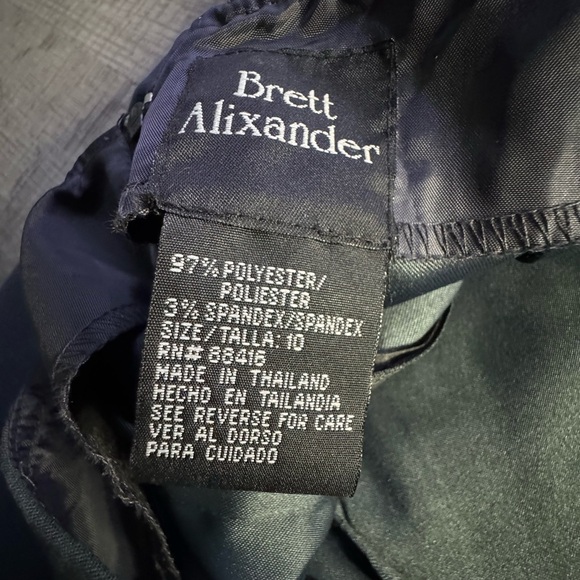 Brett
Alixander
97% POLYESTER/
POLIESTER
3% SPANDEX/SPANDEX
SIZE/TALLA: 10
RN# 88416
MADE IN THAILAND
HECHO EN TAILANDIA
SEE REVERSE FOR CARE
VER AL DORSO
PARA CUIDADO